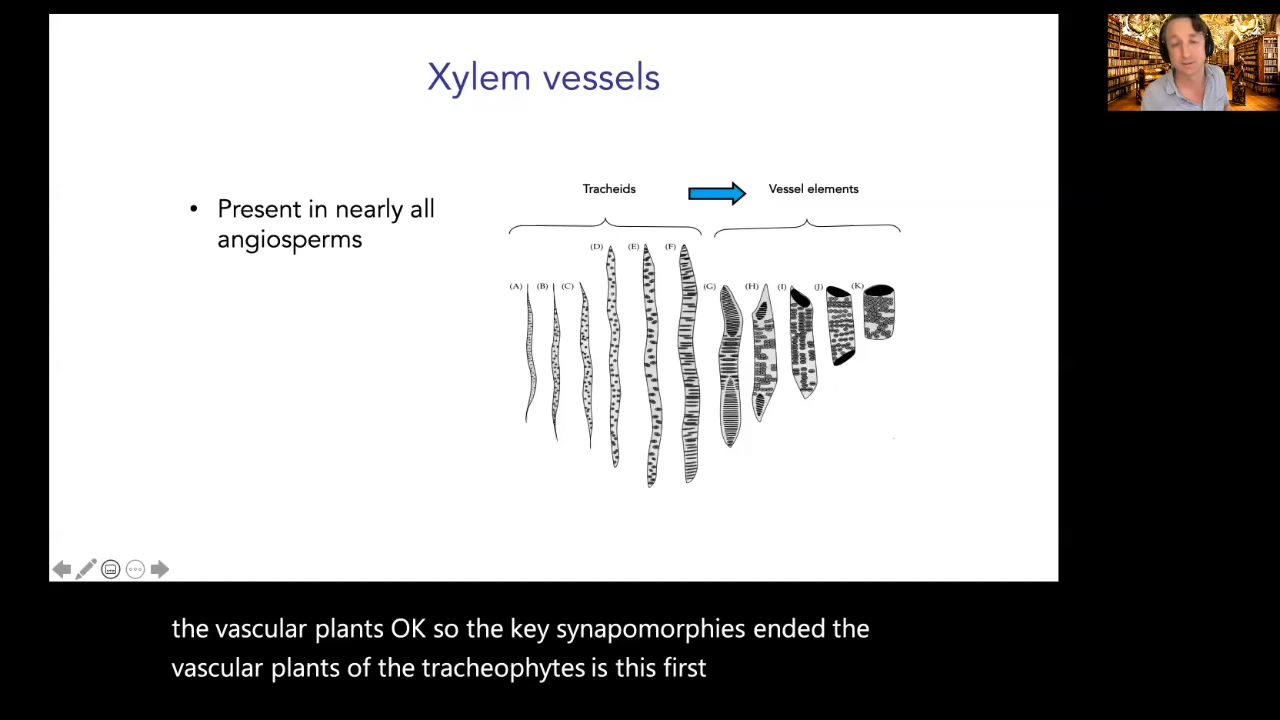 Xylem vessels
• Present in nearly all
angiosperms
Tracheids
Vessel elements
(A) (B) (C) (D) (E) (F) (G) (H) (I) (J) (K)
the vascular plants OK so the key synapomorphies ended the
vascular plants of the tracheophytes is this first